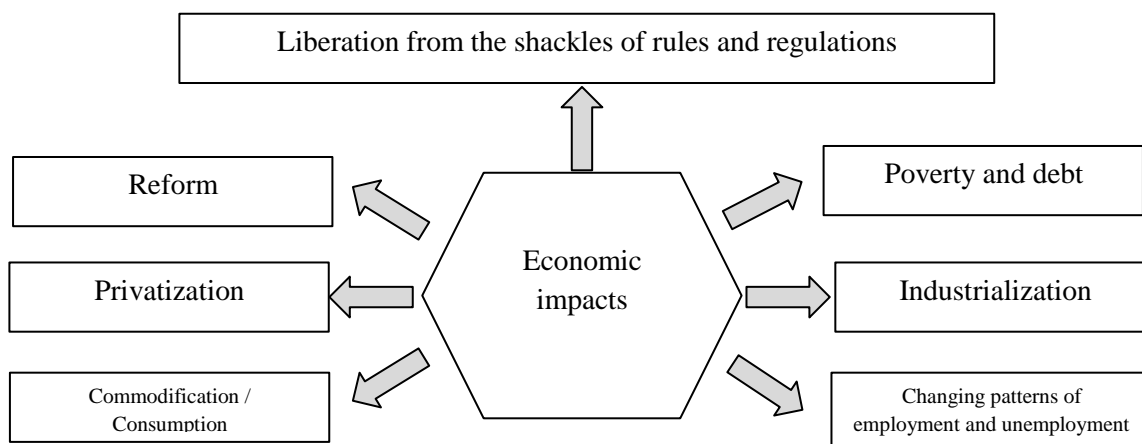 Liberation from the shackles of rules and regulations
Reform
Poverty and debt
Economic
impacts
Privatization
Industrialization
Commodification /
Consumption
Changing patterns of
employment and unemployment